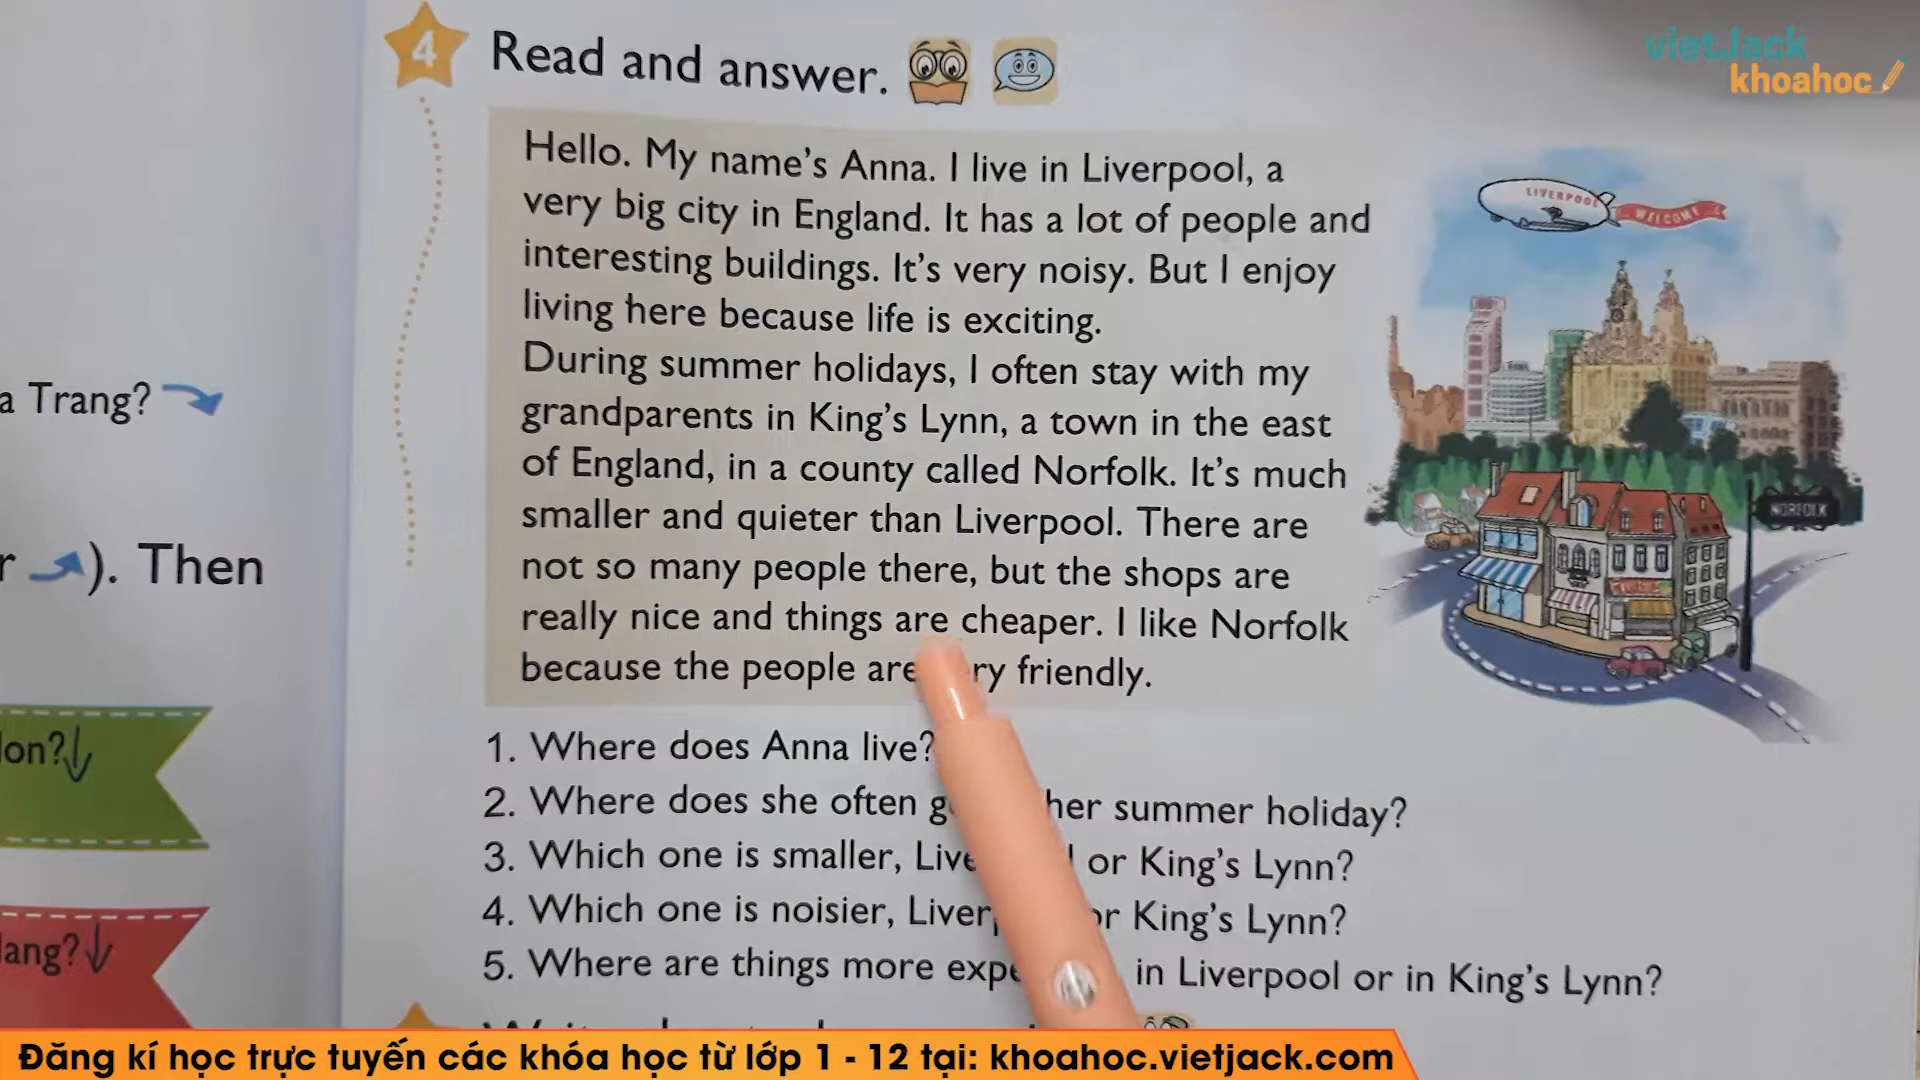 4 Read and answer.
vietJack
khoahoc
Hello. My name's Anna. I live in Liverpool, a
very big city in England. It has a lot of people and
interesting buildings. It's very noisy. But I enjoy
living here because life is exciting.
During summer holidays, I often stay with my
grandparents in King's Lynn, a town in the east
of England, in a county called Norfolk. It's much
smaller and quieter than Liverpool. There are
not so many people there, but the shops are
really nice and things are cheaper. I like Norfolk
because the people are friendly.
LIVERPOOL
WELCOME
NORFOLK
1. Where does Anna live?
2. Where does she often her summer holiday?
3. Which one is smaller, or King's Lynn?
4. Which one is noisier, or King's Lynn?
5. Where are things more in Liverpool or in King's Lynn?
a Trang?
). Then
Đăng kí học trực tuyến các khóa học từ lớp 1 - 12 tại: khoahoc.vietjack.com